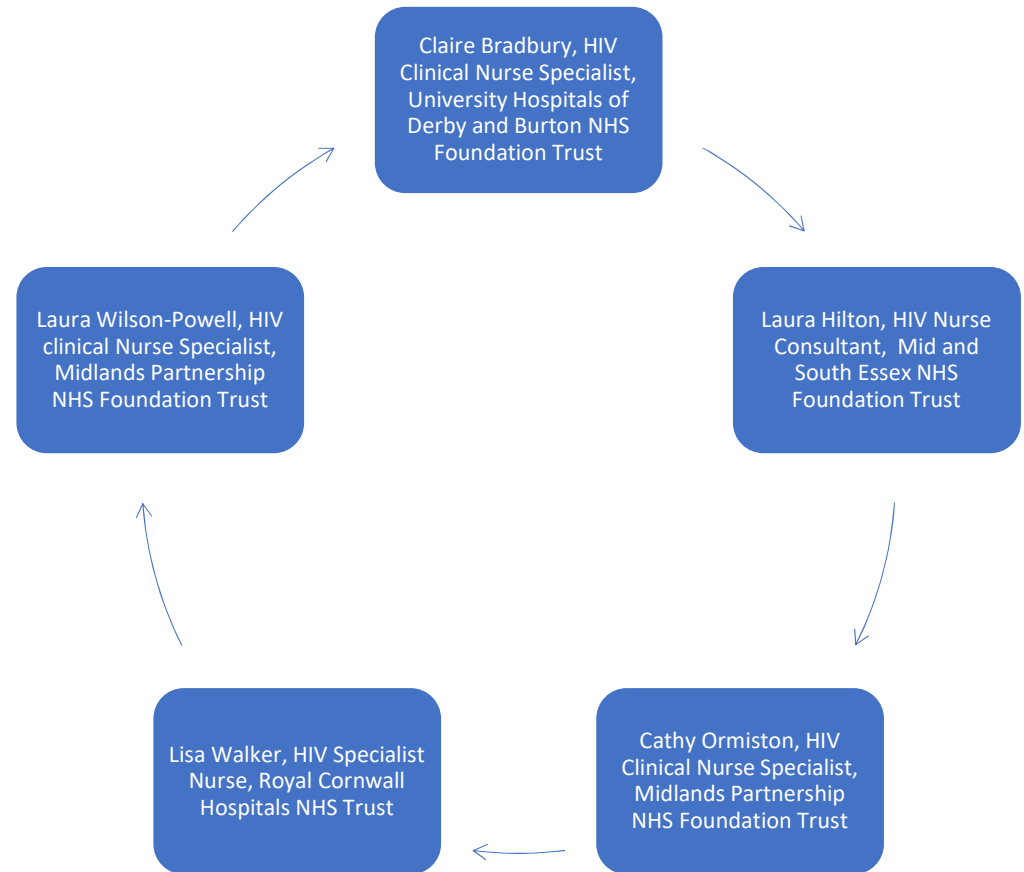 Claire Bradbury, HIV
Clinical Nurse Specialist,
University Hospitals of
Derby and Burton NHS
Foundation Trust
Laura Hilton, HIV Nurse
Consultant,  Mid and
South Essex NHS
Foundation Trust
Cathy Ormiston, HIV
Clinical Nurse Specialist,
Midlands Partnership
NHS Foundation Trust
Lisa Walker, HIV Specialist
Nurse, Royal Cornwall
Hospitals NHS Trust
Laura Wilson-Powell, HIV
clinical Nurse Specialist,
Midlands Partnership
NHS Foundation Trust